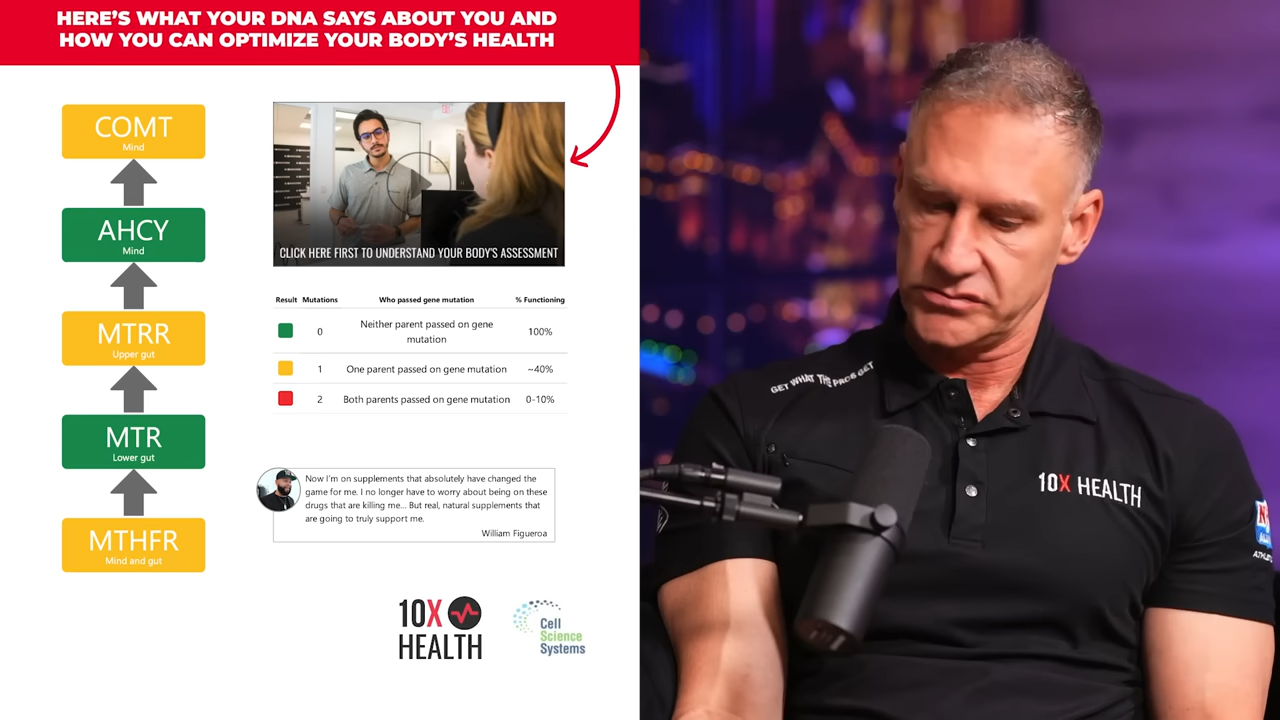 HERE'S WHAT YOUR DNA SAYS ABOUT YOU AND
HOW YOU CAN OPTIMIZE YOUR BODY'S HEALTH
COMT
Mind
AHCY
Mind
MTRR
Upper gut
MTR
Lower gut
MTHFR
Mind and gut
CLICK HERE FIRST TO UNDERSTAND YOUR BODY'S ASSESSMENT
Result Mutations Who passed gene mutation % Functioning
0 Neither parent passed on gene mutation 100%
1 One parent passed on gene mutation ~40%
2 Both parents passed on gene mutation 0-10%
Now I'm on supplements that absolutely have changed the
game for me. I no longer have to worry about being on these
drugs that are killing me... But real, natural supplements that
are going to truly support me.
William Figueroa
10X
HEALTH
Cell
Science
Systems
GET WHAT THE PROS GET
10X HEALTH